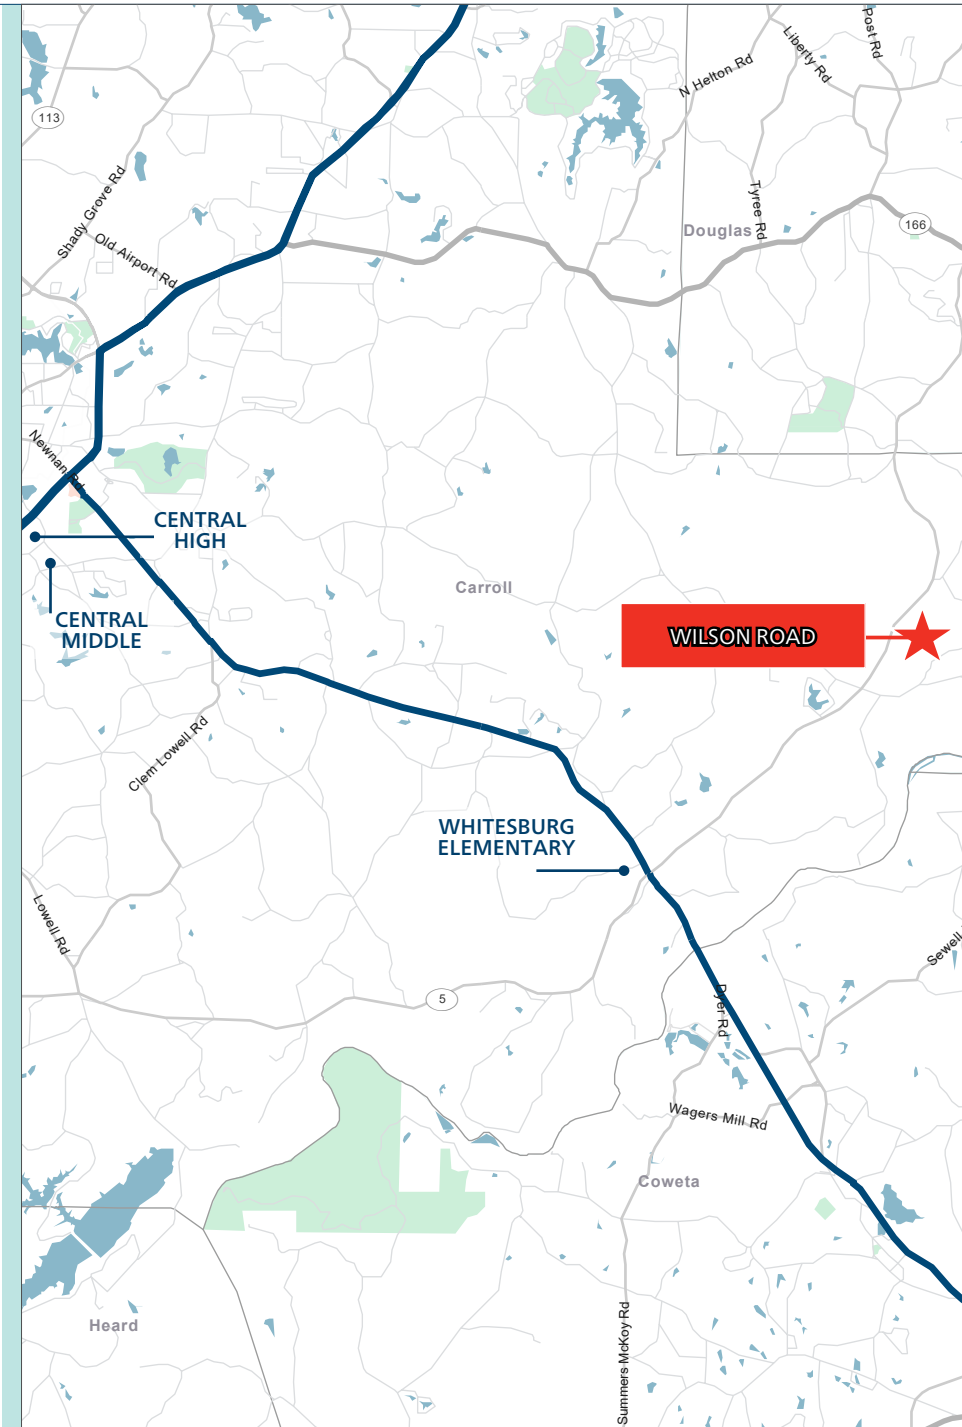 Post Rd
Liberty Rd
N Helton Rd
113
Shady Grove Rd
Tyree Rd
Douglas
166
Old Airport Rd
Newnan Rd
CENTRAL
HIGH
Carroll
CENTRAL
MIDDLE
WILSON ROAD
Clem Lowell Rd
WHITESBURG
ELEMENTARY
Lowell Rd
Sewell
5
Dyer Rd
Wagers Mill Rd
Coweta
Heard
Summers McKoy Rd